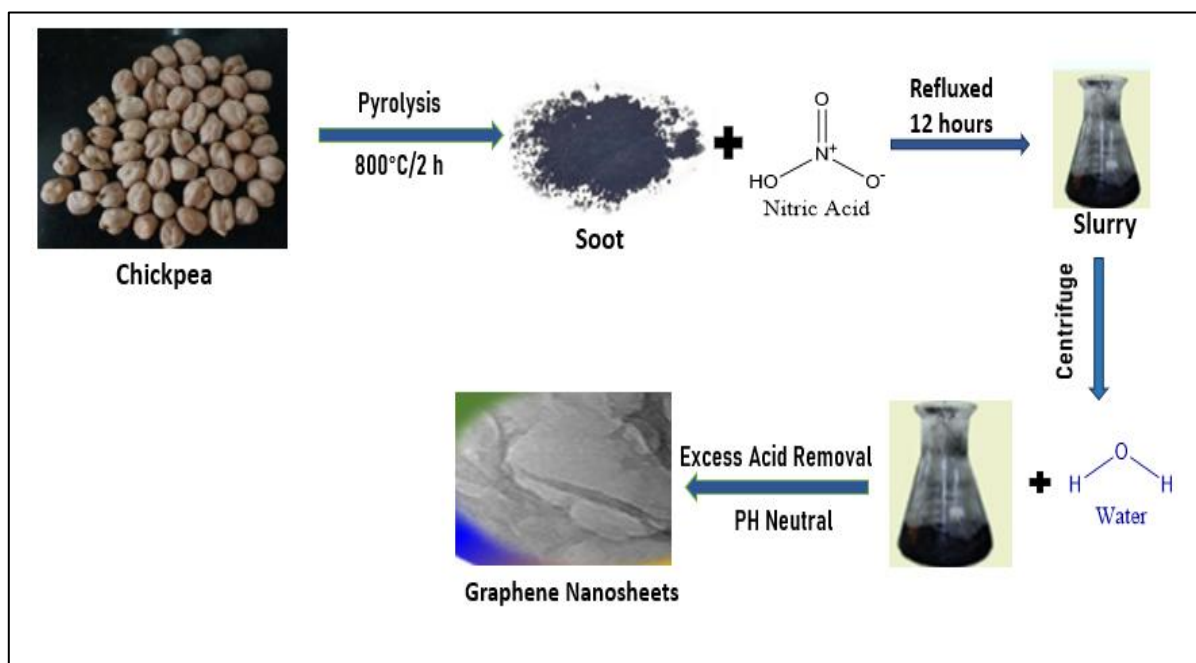 Pyrolysis
800°C/2 h
Chickpea
Soot
O
N+
HO
O-
Nitric Acid
Refluxed
12 hours
Slurry
Centrifuge
Graphene Nanosheets
Excess Acid Removal
PH Neutral
O
H H
Water